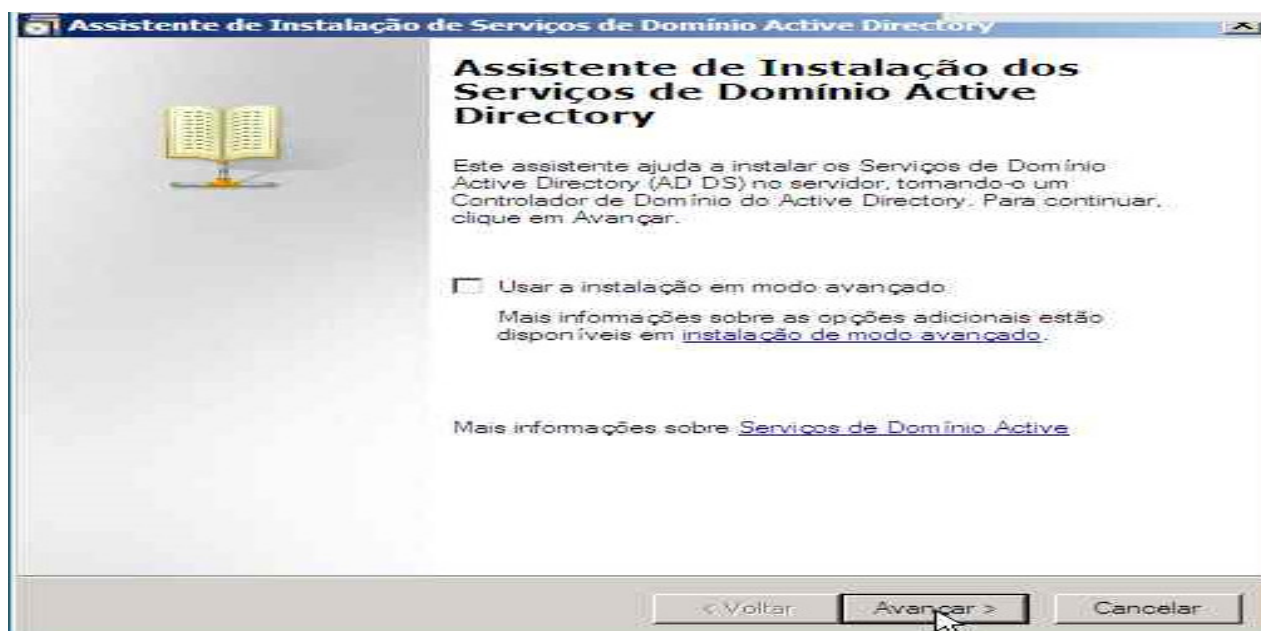 Assistente de Instalação de Serviços de Domínio Active Directory
Assistente de Instalação dos
Serviços de Domínio Active
Directory
Este assistente ajuda a instalar os Serviços de Domínio
Active Directory (AD DS) no servidor, tornando-o um
Controlador de Domínio do Active Directory. Para continuar,
clique em Avançar.
Usar a instalação em modo avançado
Mais informações sobre as opções adicionais estão
disponíveis em instalação de modo avançado.
Mais informações sobre Serviços de Domínio Active
< Voltar
Avançar >
Cancelar